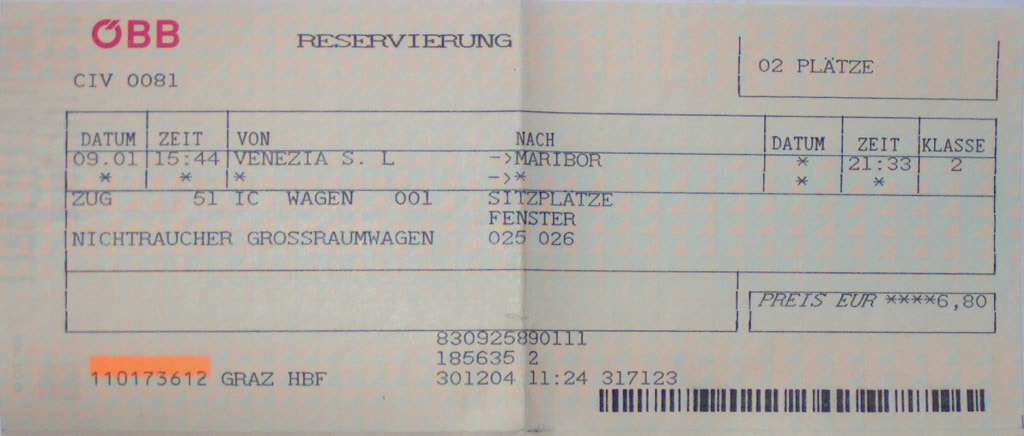 ÖBB RESERVIERUNG
CIV 0081 02 PLÄTZE
DATUM ZEIT VON NACH DATUM ZEIT KLASSE
09.01 15:44 VENEZIA S. L ->MARIBOR * 21:33 2
* * * ->* * *
ZUG 51 IC WAGEN 001 SITZPLÄTZE
FENSTER
NICHTRAUCHER GROSSRAUMWAGEN 025 026
PREIS EUR ****6,80
830925890111
185635 2
110173612 GRAZ HBF 301204 11:24 317123